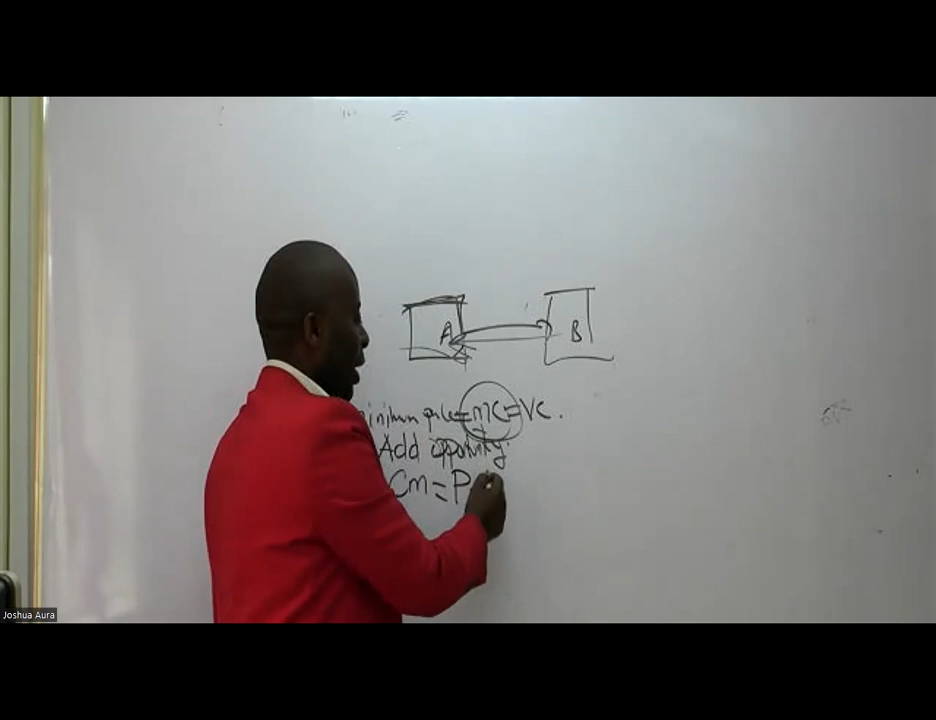 A B
minimum price = mc = VC.
Add opportunity.
Cm = P
Joshua Aura